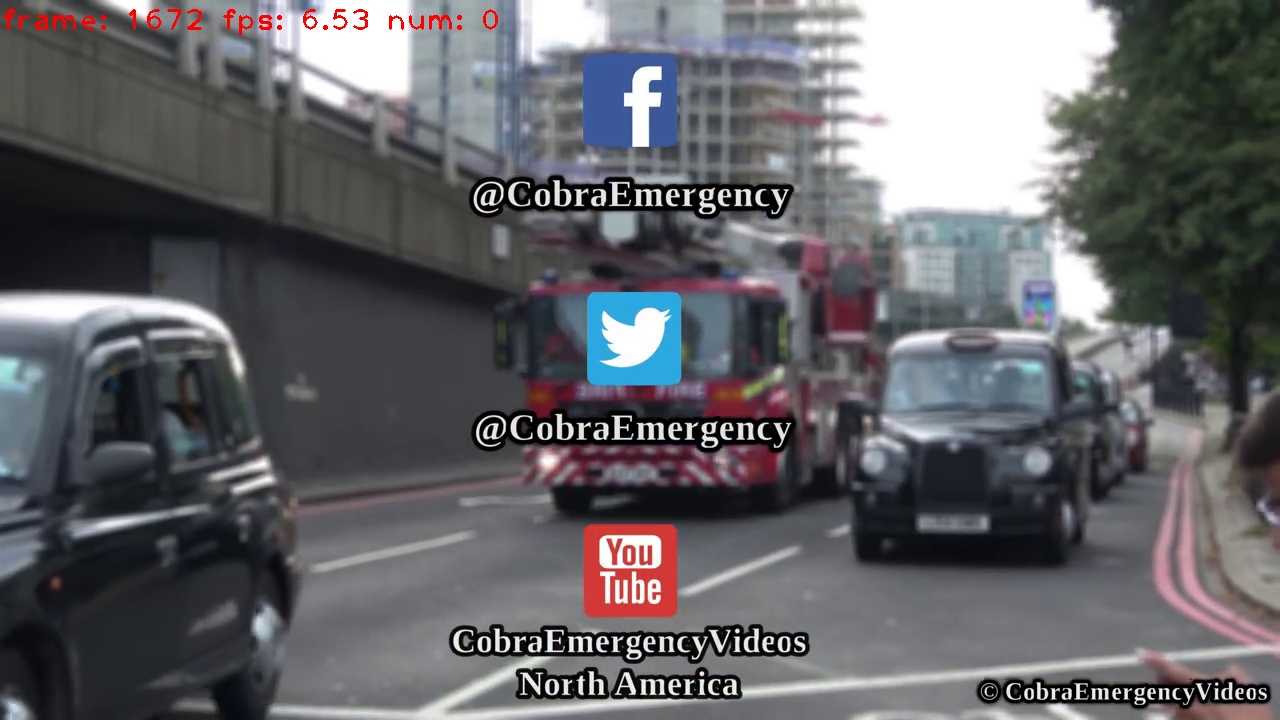 frame: 1672 fps: 6.53 num: 0
f
@CobraEmergency
@CobraEmergency
You
Tube
CobraEmergencyVideos
North America
© CobraEmergencyVideos